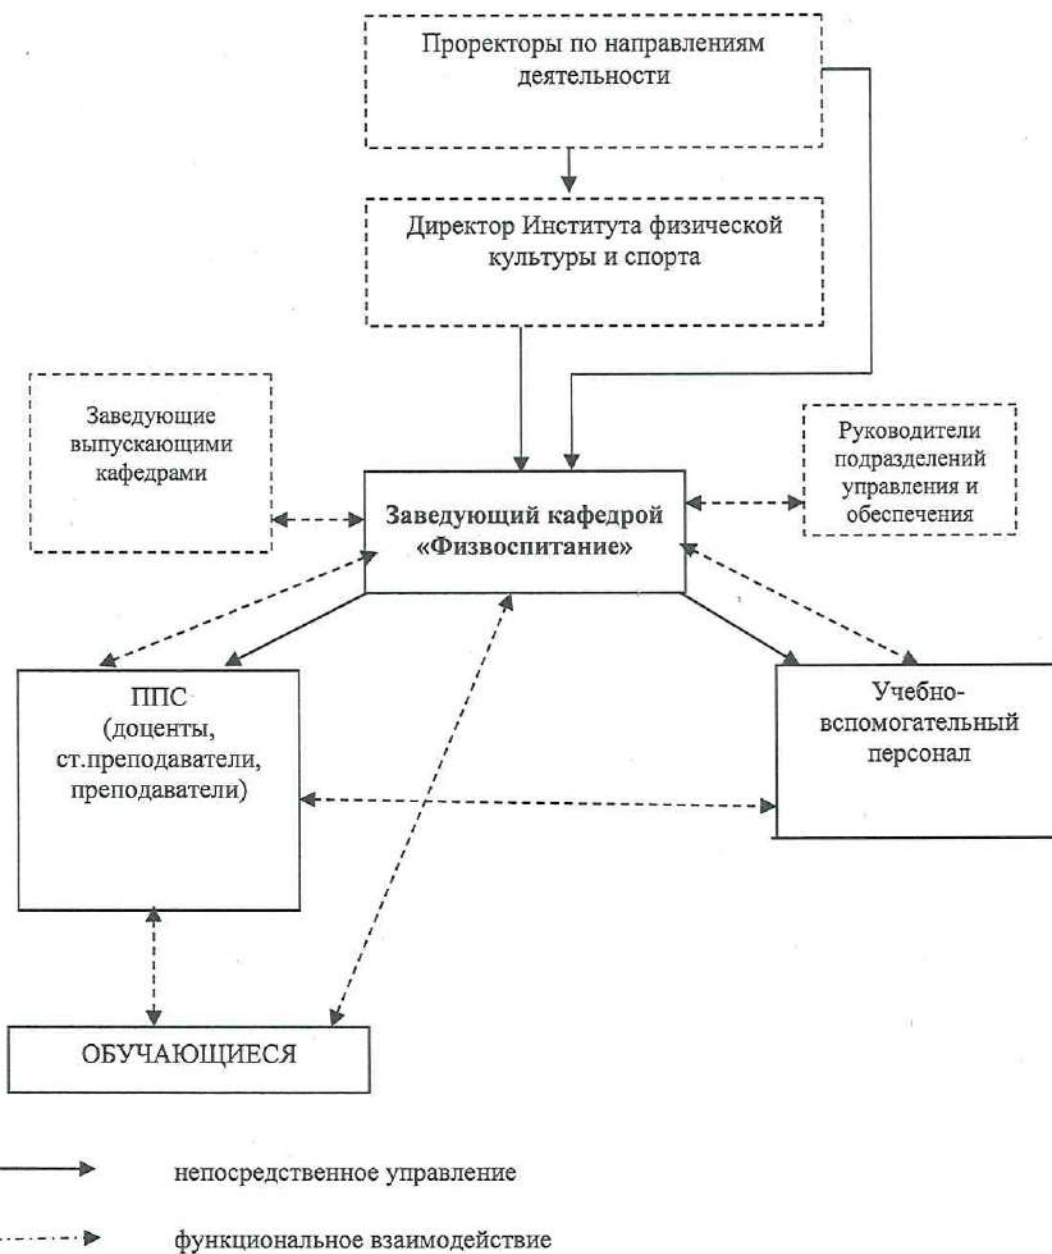 Проректоры по направлениям
деятельности
Директор Института физической
культуры и спорта
Заведующие
выпускающими
кафедрами
Руководители
подразделений
управления и
обеспечения
Заведующий кафедрой
«Физвоспитание»
ППС
(доценты,
ст.преподаватели,
преподаватели)
Учебно-
вспомогательный
персонал
ОБУЧАЮЩИЕСЯ
непосредственное управление
функциональное взаимодействие